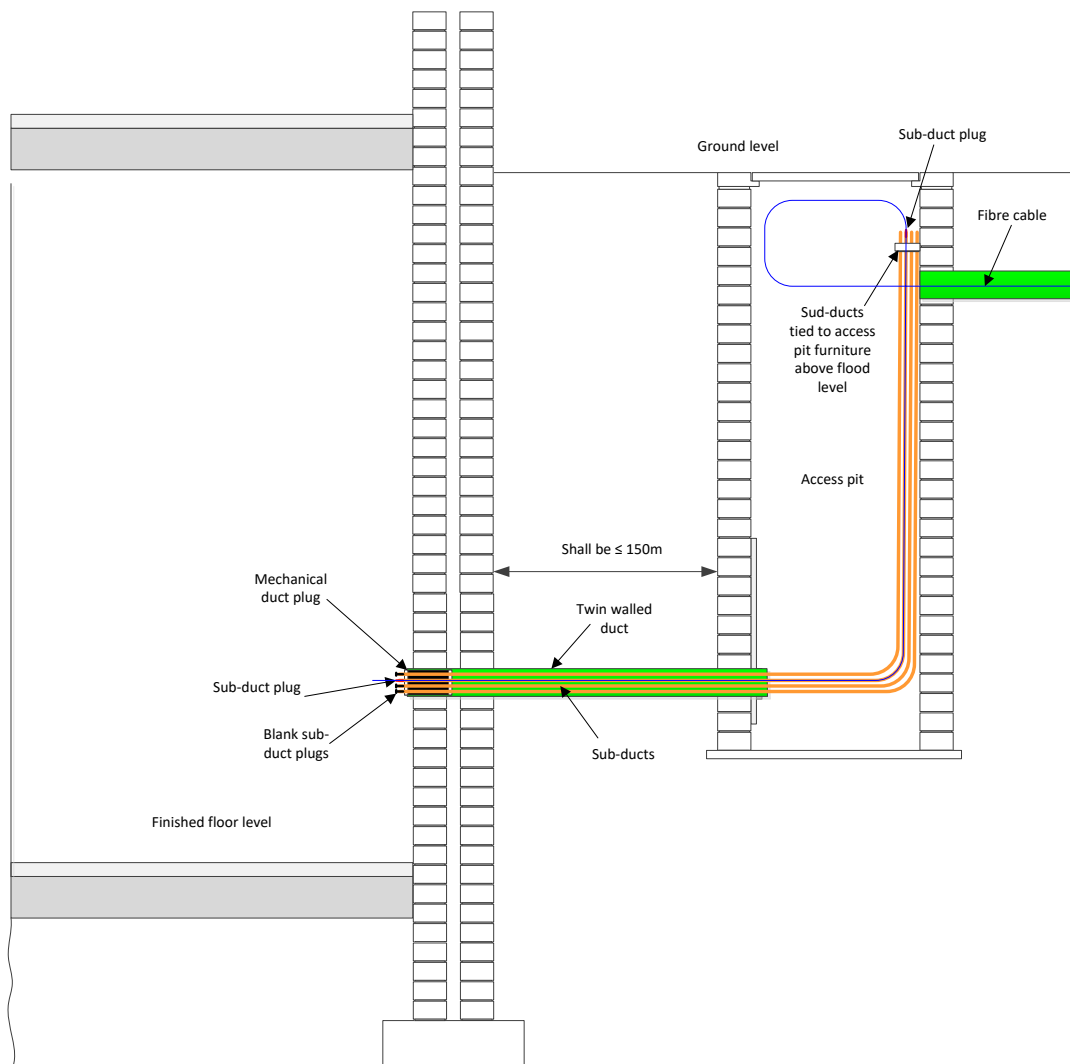 Sub-duct plug
Ground level
Fibre cable
Sud-ducts
tied to access
pit furniture
above flood
level
Access pit
Shall be ≤ 150m
Mechanical
duct plug
Twin walled
duct
Sub-duct plug
Blank sub-
duct plugs
Sub-ducts
Finished floor level